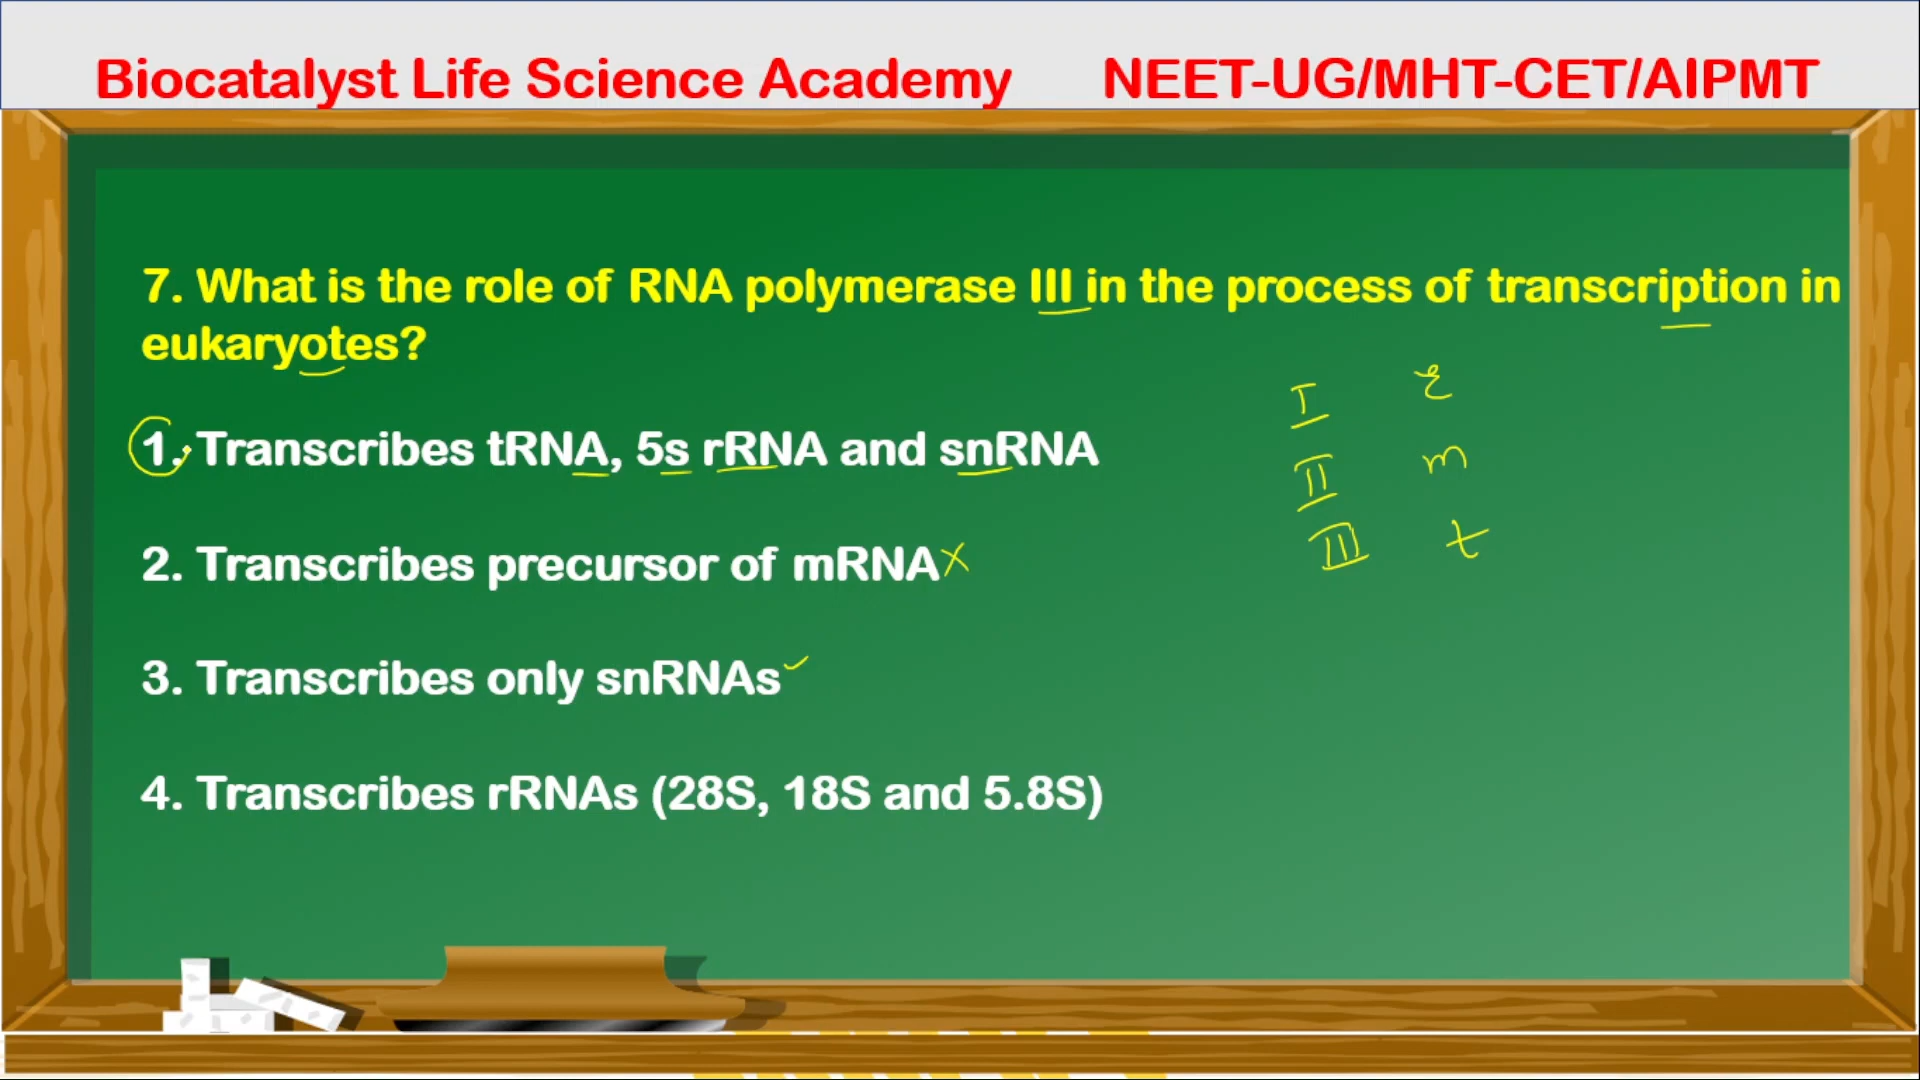 Biocatalyst Life Science Academy NEET-UG/MHT-CET/AIPMT
7. What is the role of RNA polymerase III in the process of transcription in
eukaryotes?
1. Transcribes tRNA, 5s rRNA and snRNA
2. Transcribes precursor of mRNA
3. Transcribes only snRNAs
4. Transcribes rRNAs (28S, 18S and 5.8S)
I
II m
III t